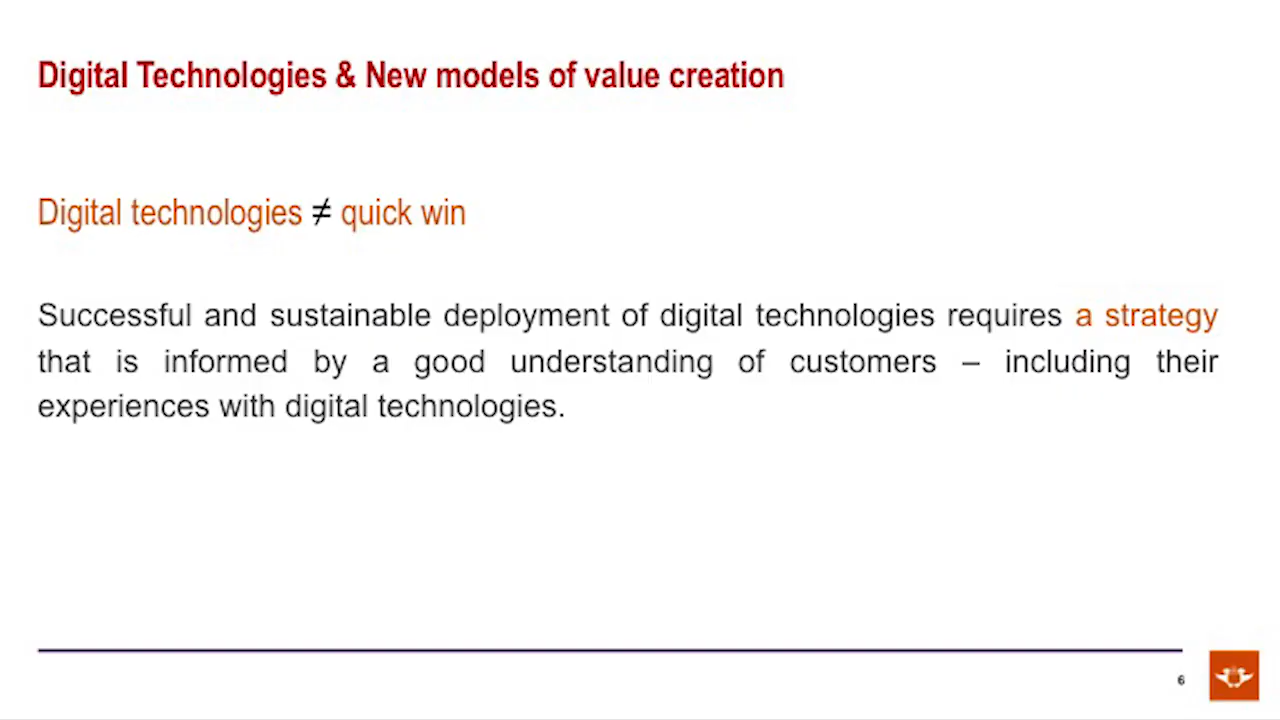 Digital Technologies & New models of value creation
Digital technologies ≠ quick win
Successful and sustainable deployment of digital technologies requires a strategy
that is informed by a good understanding of customers – including their
experiences with digital technologies.
6